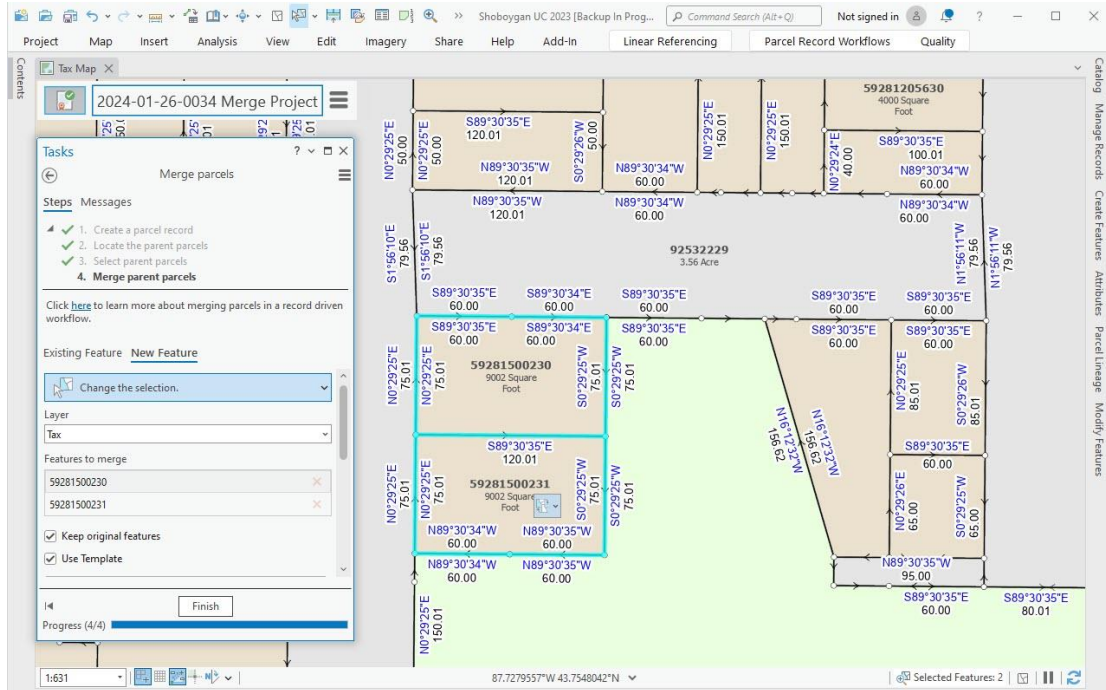 Shoboygan UC 2023 [Backup In Prog...
Command Search (Alt+Q)
Not signed in
?
Project Map Insert Analysis View Edit Imagery Share Help Add-In Linear Referencing Parcel Record Workflows Quality
Contents
Tax Map
2024-01-26-0034 Merge Project
Tasks
?
Merge parcels
Steps Messages
1. Create a parcel record
2. Locate the parent parcels
3. Select parent parcels
4. Merge parent parcels
Click here to learn more about merging parcels in a record driven
workflow.
Existing Feature New Feature
Change the selection.
Layer
Tax
Features to merge
59281500230
59281500231
Keep original features
Use Template
Finish
Progress (4/4)
59281205630
4000 Square
Foot
S89°30'35"E
120.01
N0°29'25"E
50.00
N0°29'25"E
50.00
S0°29'26"W
50.00
N0°29'25"E
150.01
N0°29'25"E
150.01
N0°29'24"E
40.00
S89°30'35"E
100.01
N89°30'35"W
120.01
N89°30'34"W
60.00
N89°30'34"W
60.00
N89°30'35"W
120.01
N89°30'34"W
60.00
N89°30'34"W
60.00
S1°56'10"E
79.56
S1°56'10"E
79.56
92532229
3.56 Acre
N1°56'11"W
79.56
N1°56'11"W
79.56
S89°30'35"E
60.00
S89°30'34"E
60.00
S89°30'35"E
60.00
S89°30'35"E
60.00
S89°30'35"E
60.00
S89°30'35"E
60.00
S89°30'34"E
60.00
S89°30'35"E
60.00
S89°30'35"E
60.00
S89°30'35"E
60.00
N0°29'25"E
75.01
N0°29'25"E
75.01
59281500230
9002 Square
Foot
S0°29'25"W
75.01
S0°29'25"W
75.01
N16°12'32"W
156.62
N16°12'32"W
156.62
N0°29'25"E
85.01
S0°29'26"W
85.01
S89°30'35"E
120.01
S89°30'35"E
60.00
N0°29'25"E
75.01
N0°29'25"E
75.01
59281500231
9002 Square
Foot
S0°29'25"W
75.01
S0°29'25"W
75.01
N0°29'26"E
65.00
S0°29'25"W
65.00
N89°30'34"W
60.00
N89°30'35"W
60.00
N89°30'34"W
60.00
N89°30'35"W
60.00
N89°30'35"W
95.00
S89°30'35"E
60.00
S89°30'35"E
80.01
N0°29'25"E
150.01
Catalog
Manage Records
Create Features
Attributes
Parcel Lineage
Modify Features
1:631
87.7279557°W 43.7548042°N
Selected Features: 2